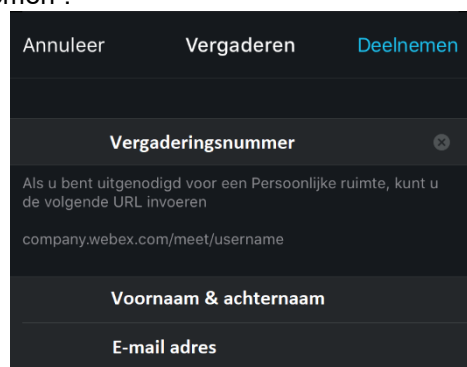 Annuleer Vergaderen Deelnemen
Vergaderingsnummer
Als u bent uitgenodigd voor een Persoonlijke ruimte, kunt u
de volgende URL invoeren
company.webex.com/meet/username
Voornaam & achternaam
E-mail adres